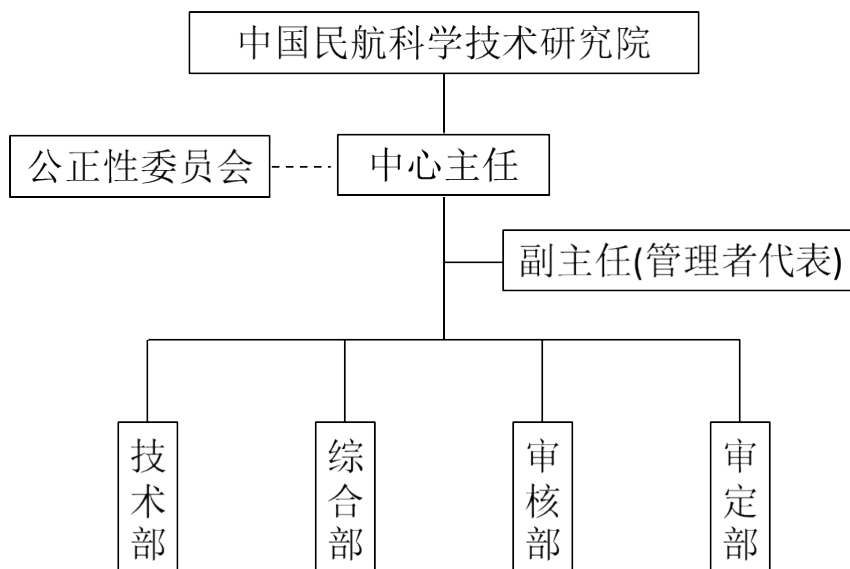 中国民航科学技术研究院
公正性委员会
中心主任
副主任(管理者代表)
技术部
综合部
审核部
审定部